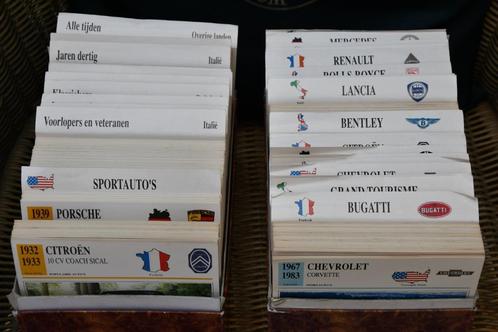 Alle tijden
Overige landen
Jaren dertig
Italië
Voorlopers en veteranen
Italië
SPORTAUTO'S
1939
PORSCHE
1932
1933
CITROËN
10 CV COACH SICAL
MERCEDES
RENAULT
ROLLS ROYCE
LANCIA
BENTLEY
CITROËN
CHEVROLET
GRAND TOURISME
BUGATTI
BUGATTI
1967
1983
CHEVROLET
CORVETTE